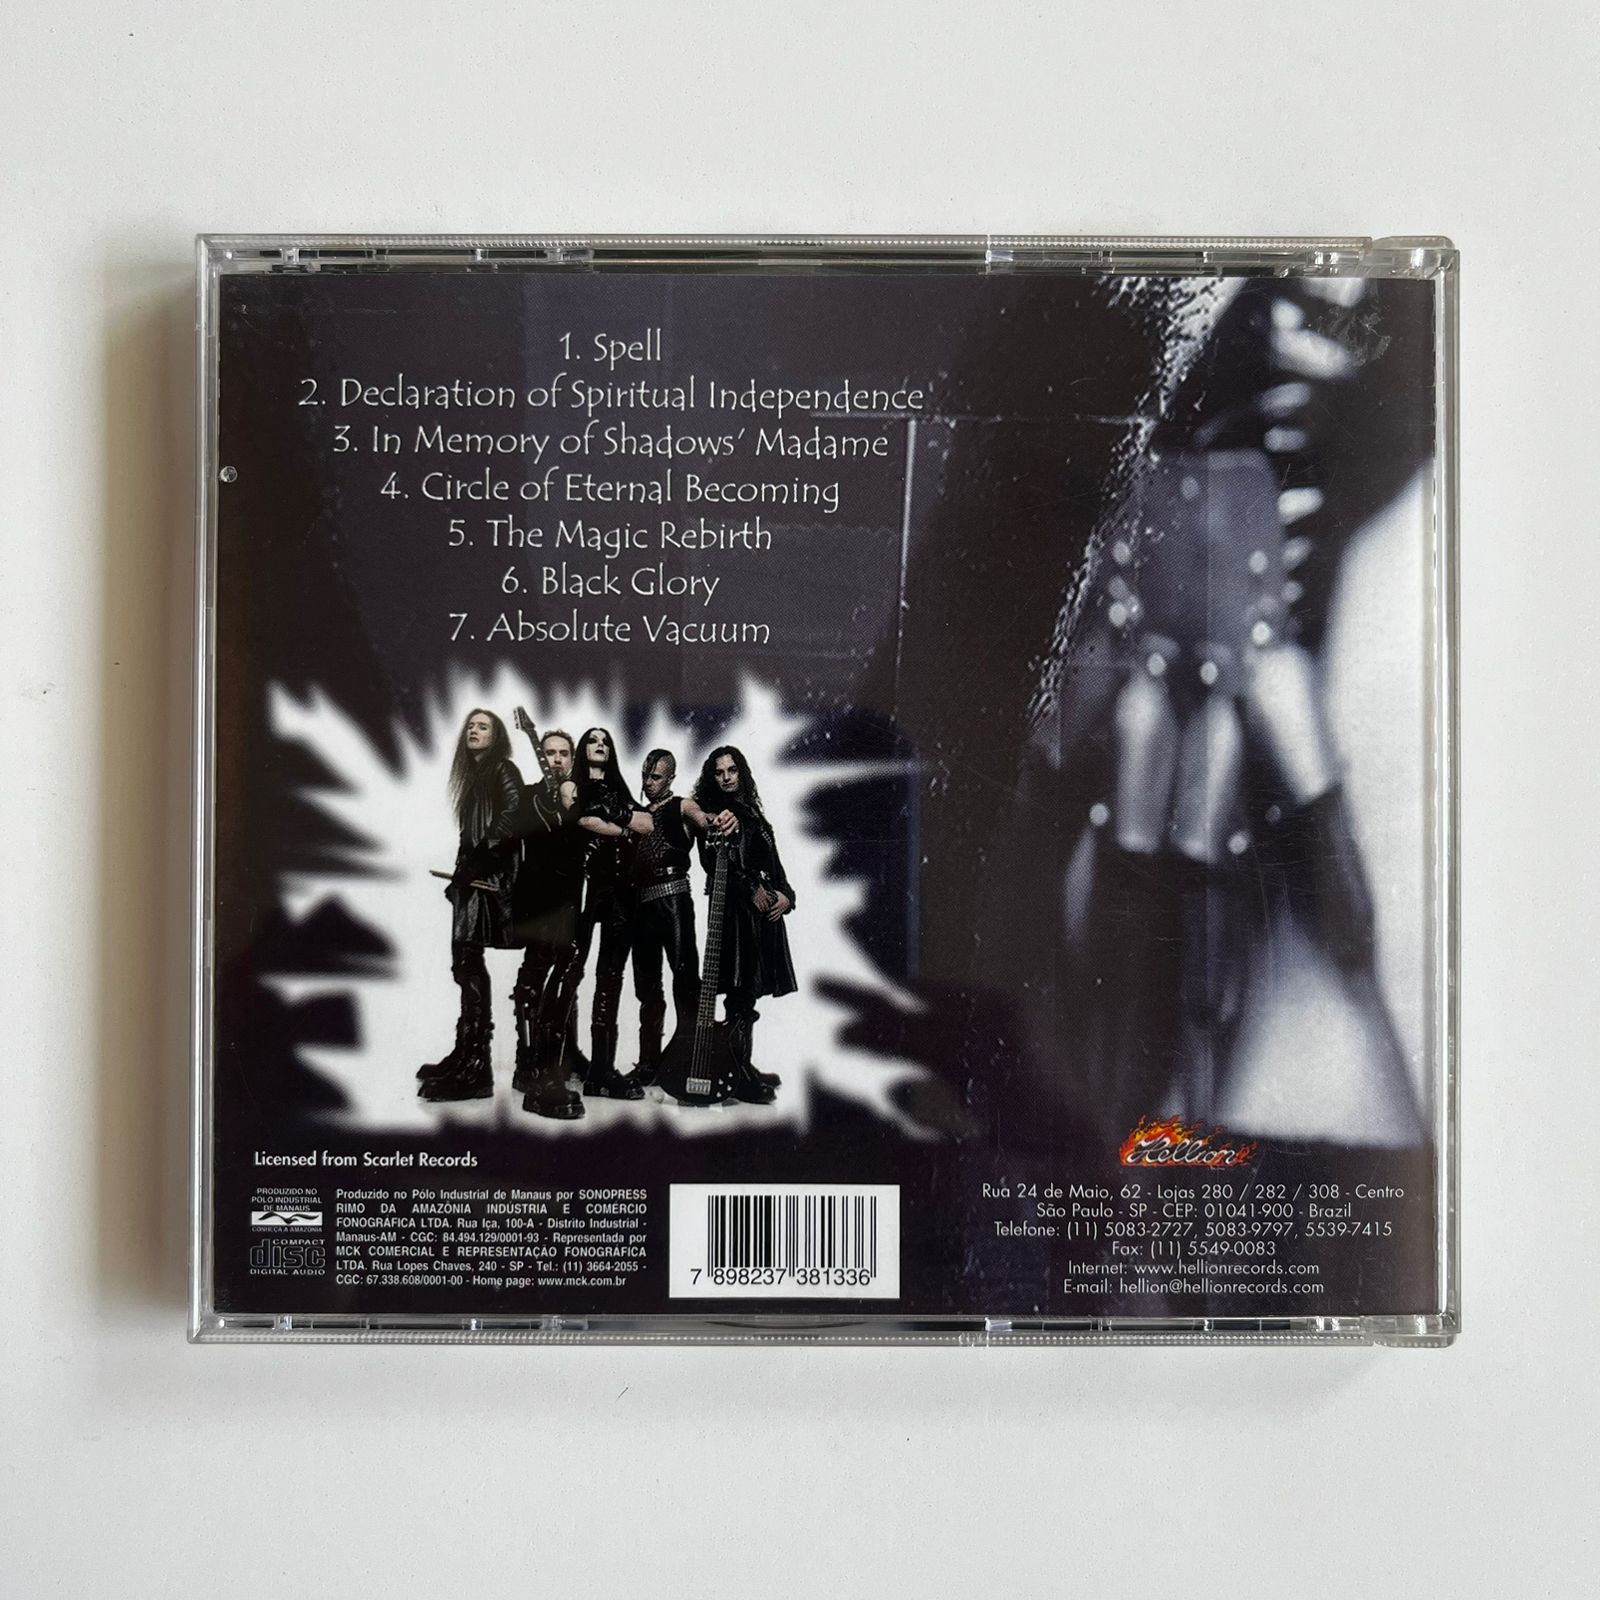 1. Spell
2. Declaration of Spiritual Independence
3. In Memory of Shadows' Madame
4. Circle of Eternal Becoming
5. The Magic Rebirth
6. Black Glory
7. Absolute Vacuum
Licensed from Scarlet Records
PRODUZIDO NO
PÓLO INDUSTRIAL
DE MANAUS
CONHEÇA A AMAZÔNIA
COMPACT
disc
DIGITAL AUDIO
Produzido no Pólo Industrial de Manaus por SONOPRESS
RIMO DA AMAZÔNIA INDÚSTRIA E COMÉRCIO
FONOGRÁFICA LTDA. Rua Iça, 100-A - Distrito Industrial -
Manaus-AM - CGC: 84.494.129/0001-93 - Representada por
MCK COMERCIAL E REPRESENTAÇÃO FONOGRÁFICA
LTDA. Rua Lopes Chaves, 240 - SP - Tel.: (11) 3664-2055 -
CGC: 67.338.608/0001-00 - Home page: www.mck.com.br
7 898237 381336
Hellion
Rua 24 de Maio, 62 - Lojas 280 / 282 / 308 - Centro
São Paulo - SP - CEP: 01041-900 - Brazil
Telefone: (11) 5083-2727, 5083-9797, 5539-7415
Fax: (11) 5549-0083
Internet: www.hellionrecords.com
E-mail: hellion@hellionrecords.com